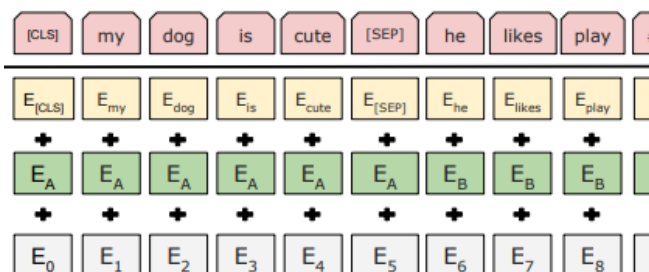 [CLS] my dog is cute [SEP] he likes play
E[CLS] Emy Edog Eis Ecute E[SEP] Ehe Elikes Eplay
+ + + + + + + + +
EA EA EA EA EA EA EB EB EB
+ + + + + + + + +
E0 E1 E2 E3 E4 E5 E6 E7 E8